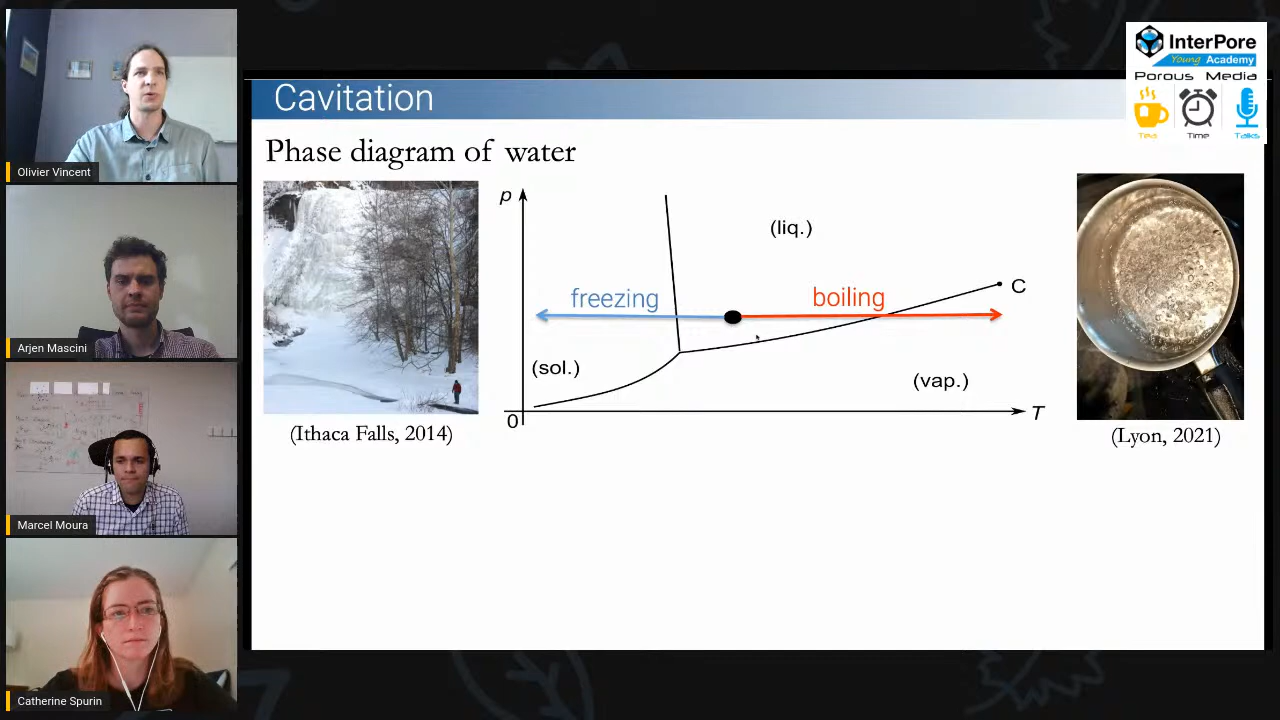 Olivier Vincent
Arjen Mascini
Marcel Moura
Catherine Spurin
InterPore
Young Academy
Porous Media
Tea Time Talks
Cavitation
Phase diagram of water
p
(liq.)
C
freezing
boiling
(sol.)
(vap.)
0
T
(Ithaca Falls, 2014)
(Lyon, 2021)